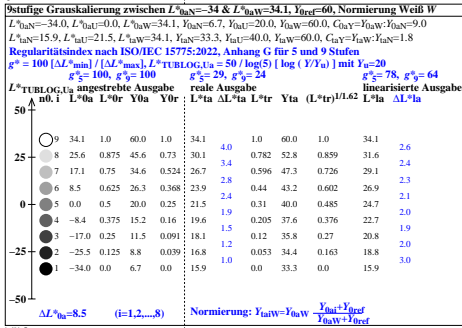 9stufige Grauskalierung zwischen L*0aN=−34 & L*0aW=34.1, Y0ref=60, Normierung Weiß W
L*0aN=−34.0, L*0aU=0.0, L*0aW=34.1, Y0aN=6.7, Y0aU=20.0, Y0aW=60.0, C0aY=Y0aW:Y0aN=9.0
L*taN=15.9, L*taU=21.5, L*taW=34.1, YtaN=33.3, YtaU=40.0, YtaW=60.0, CtaY=YtaW:YtaN=1.8
Regularitätsindex nach ISO/IEC 15775:2022, Anhang G für 5 und 9 Stufen
g* = 100 [ΔL*min] / [ΔL*max], L*TUBLOG,Ua = 50 / log(5) [ log ( Y/Yu) ] mit Yu=20
g*5= 100, g*9= 100 g*5= 29, g*9= 24 g*5= 78, g*9= 64
L*TUBLOG,Ua angestrebte Ausgabe reale Ausgabe linearisierte Ausgabe
n0. i L*0a L*0r Y0a Y0r L*ta ΔL*ta L*tr Yta (L*tr)1/1.62 L*la ΔL*la
50
9 34.1 1.0 60.0 1.0 34.1 1.0 60.0 1.0 34.1
4.0 2.6
25
8 25.6 0.875 45.6 0.73 30.1 0.782 52.8 0.859 31.6
3.4 2.4
7 17.1 0.75 34.6 0.524 26.7 0.596 47.3 0.726 29.1
2.8 2.3
6 8.5 0.625 26.3 0.368 23.9 0.44 43.2 0.602 26.9
2.4 2.1
0
5 0.0 0.5 20.0 0.25 21.5 0.31 40.0 0.485 24.7
1.9 2.0
4 −8.4 0.375 15.2 0.16 19.6 0.205 37.6 0.376 22.7
1.5 1.9
3 −17.0 0.25 11.5 0.091 18.1 0.12 35.8 0.27 20.8
1.2 2.0
−25
2 −25.5 0.125 8.8 0.039 16.8 0.053 34.4 0.163 18.8
1.0 3.0
1 −34.0 0.0 6.7 0.0 15.9 0.0 33.3 0.0 15.9
−50
ΔL*0a=8.5 (i=1,2,...,8) Normierung: YtaiW=Y0aW (Y0ai+Y0ref)/(Y0aW+Y0ref)